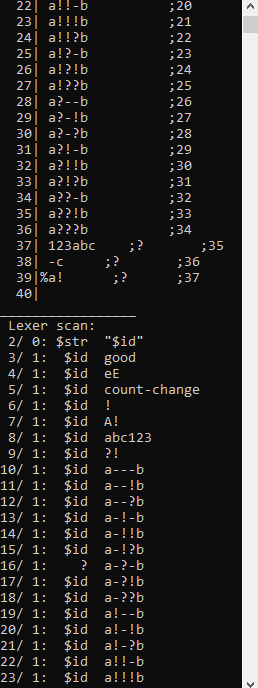 22| a!!-b ;20
23| a!!!b ;21
24| a!!?b ;22
25| a!?-b ;23
26| a!?!b ;24
27| a!??b ;25
28| a?--b ;26
29| a?-!b ;27
30| a?-?b ;28
31| a?!-b ;29
32| a?!!b ;30
33| a?!?b ;31
34| a??-b ;32
35| a??!b ;33
36| a???b ;34
37| 123abc ;? ;35
38| -c ;? ;36
39|%a! ;? ;37
40|
_________________
Lexer scan:
2/ 0: $str "$id"
3/ 1: $id good
4/ 1: $id eE
5/ 1: $id count-change
6/ 1: $id !
7/ 1: $id A!
8/ 1: $id abc123
9/ 1: $id ?!
10/ 1: $id a---b
11/ 1: $id a--!b
12/ 1: $id a--?b
13/ 1: $id a-!-b
14/ 1: $id a-!!b
15/ 1: $id a-!?b
16/ 1: ? a-?-b
17/ 1: $id a-?!b
18/ 1: $id a-??b
19/ 1: $id a!--b
20/ 1: $id a!-!b
21/ 1: $id a!-?b
22/ 1: $id a!!-b
23/ 1: $id a!!!b